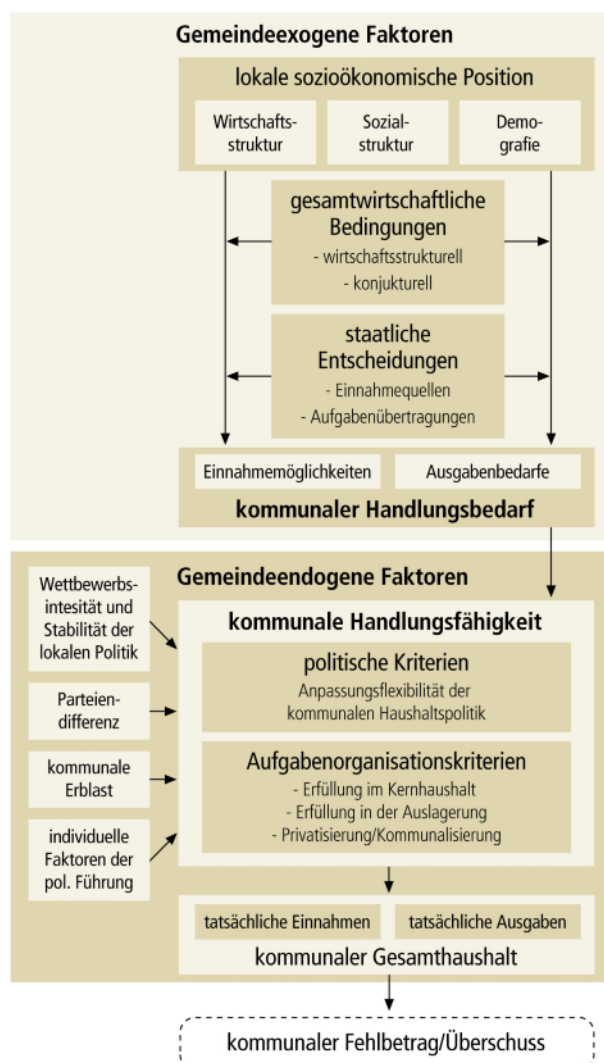 Gemeindeexogene Faktoren
lokale sozioökonomische Position
Wirtschafts-
struktur
Sozial-
struktur
Demo-
grafie
gesamtwirtschaftliche
Bedingungen
- wirtschaftsstrukturell
- konjukturell
staatliche
Entscheidungen
- Einnahmequellen
- Aufgabenübertragungen
Einnahmemöglichkeiten
Ausgabenbedarfe
kommunaler Handlungsbedarf
Gemeindeendogene Faktoren
Wettbewerbs-
intesität und
Stabilität der
lokalen Politik
Parteien-
differenz
kommunale
Erblast
individuelle
Faktoren der
pol. Führung
kommunale Handlungsfähigkeit
politische Kriterien
Anpassungsflexibilität der
kommunalen Haushaltspolitik
Aufgabenorganisationskriterien
- Erfüllung im Kernhaushalt
- Erfüllung in der Auslagerung
- Privatisierung/Kommunalisierung
tatsächliche Einnahmen
tatsächliche Ausgaben
kommunaler Gesamthaushalt
kommunaler Fehlbetrag/Überschuss